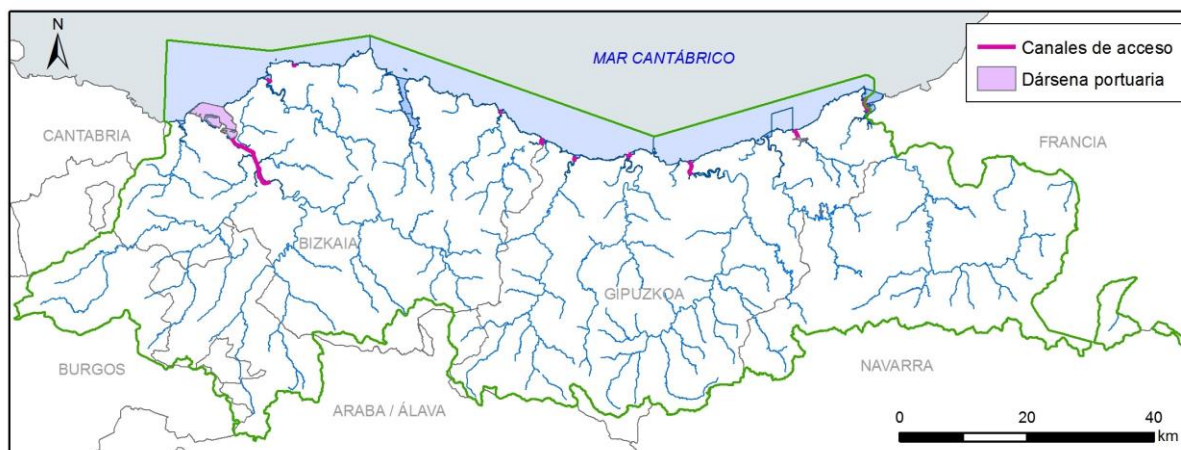 N
MAR CANTÁBRICO
Canales de acceso
Dársena portuaria
CANTABRIA
FRANCIA
BIZKAIA
GIPUZKOA
BURGOS
NAVARRA
ARABA / ÁLAVA
0 20 40
km